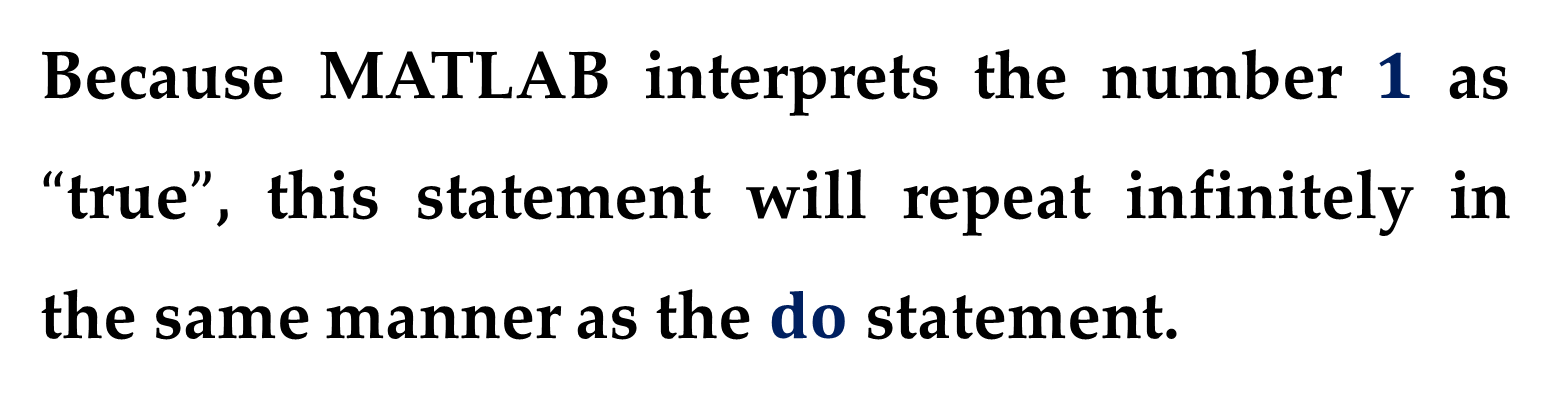 Because MATLAB interprets the number 1 as
“true”, this statement will repeat infinitely in
the same manner as the do statement.